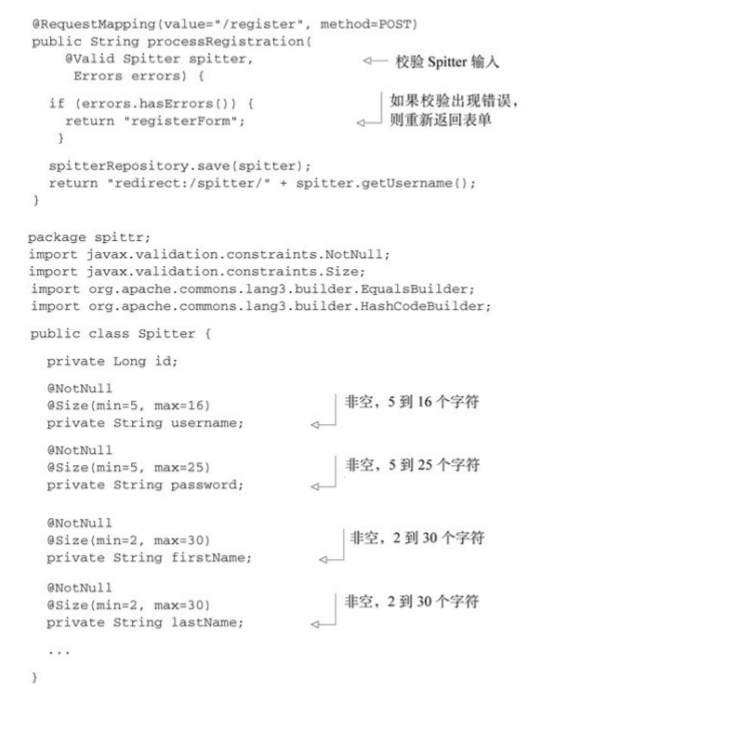 @RequestMapping(value="/register", method=POST)
public String processRegistration(
@Valid Spitter spitter,
校验 Spitter 输入
Errors errors) {
if (errors.hasErrors()) {
如果校验出现错误，
return "registerForm";
则重新返回表单
}
spitterRepository.save(spitter);
return "redirect:/spitter/" + spitter.getUsername();
}
package spittr;
import javax.validation.constraints.NotNull;
import javax.validation.constraints.Size;
import org.apache.commons.lang3.builder.EqualsBuilder;
import org.apache.commons.lang3.builder.HashCodeBuilder;
public class Spitter {
private Long id;
@NotNull
@Size(min=5, max=16)
非空，5 到 16 个字符
private String username;
@NotNull
@Size(min=5, max=25)
非空，5 到 25 个字符
private String password;
@NotNull
@Size(min=2, max=30)
非空，2 到 30 个字符
private String firstName;
@NotNull
@Size(min=2, max=30)
非空，2 到 30 个字符
private String lastName;
...
}